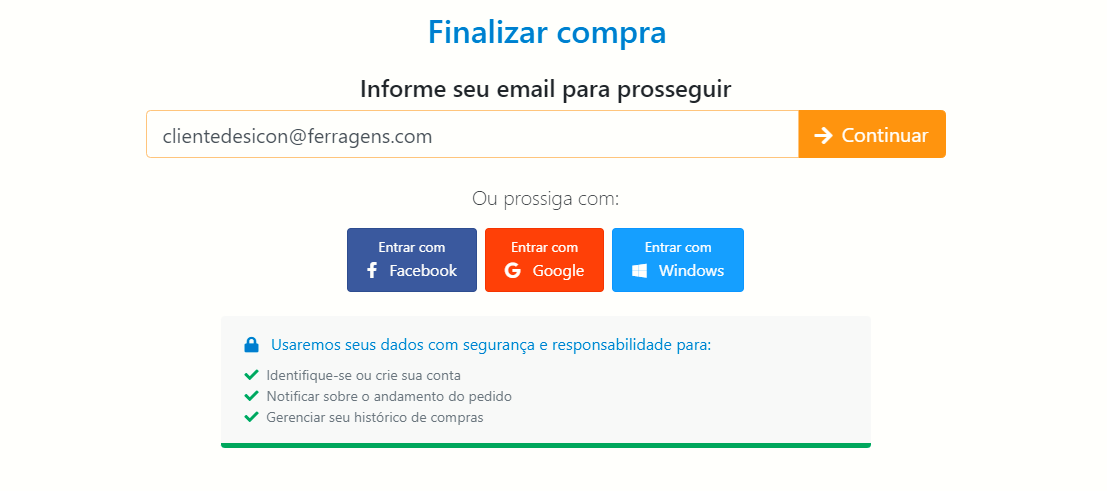 Finalizar compra
Informe seu email para prosseguir
clientedesicon@ferragens.com
Continuar
Ou prossiga com:
Entrar com
Facebook
Entrar com
Google
Entrar com
Windows
Usaremos seus dados com segurança e responsabilidade para:
Identifique-se ou crie sua conta
Notificar sobre o andamento do pedido
Gerenciar seu histórico de compras